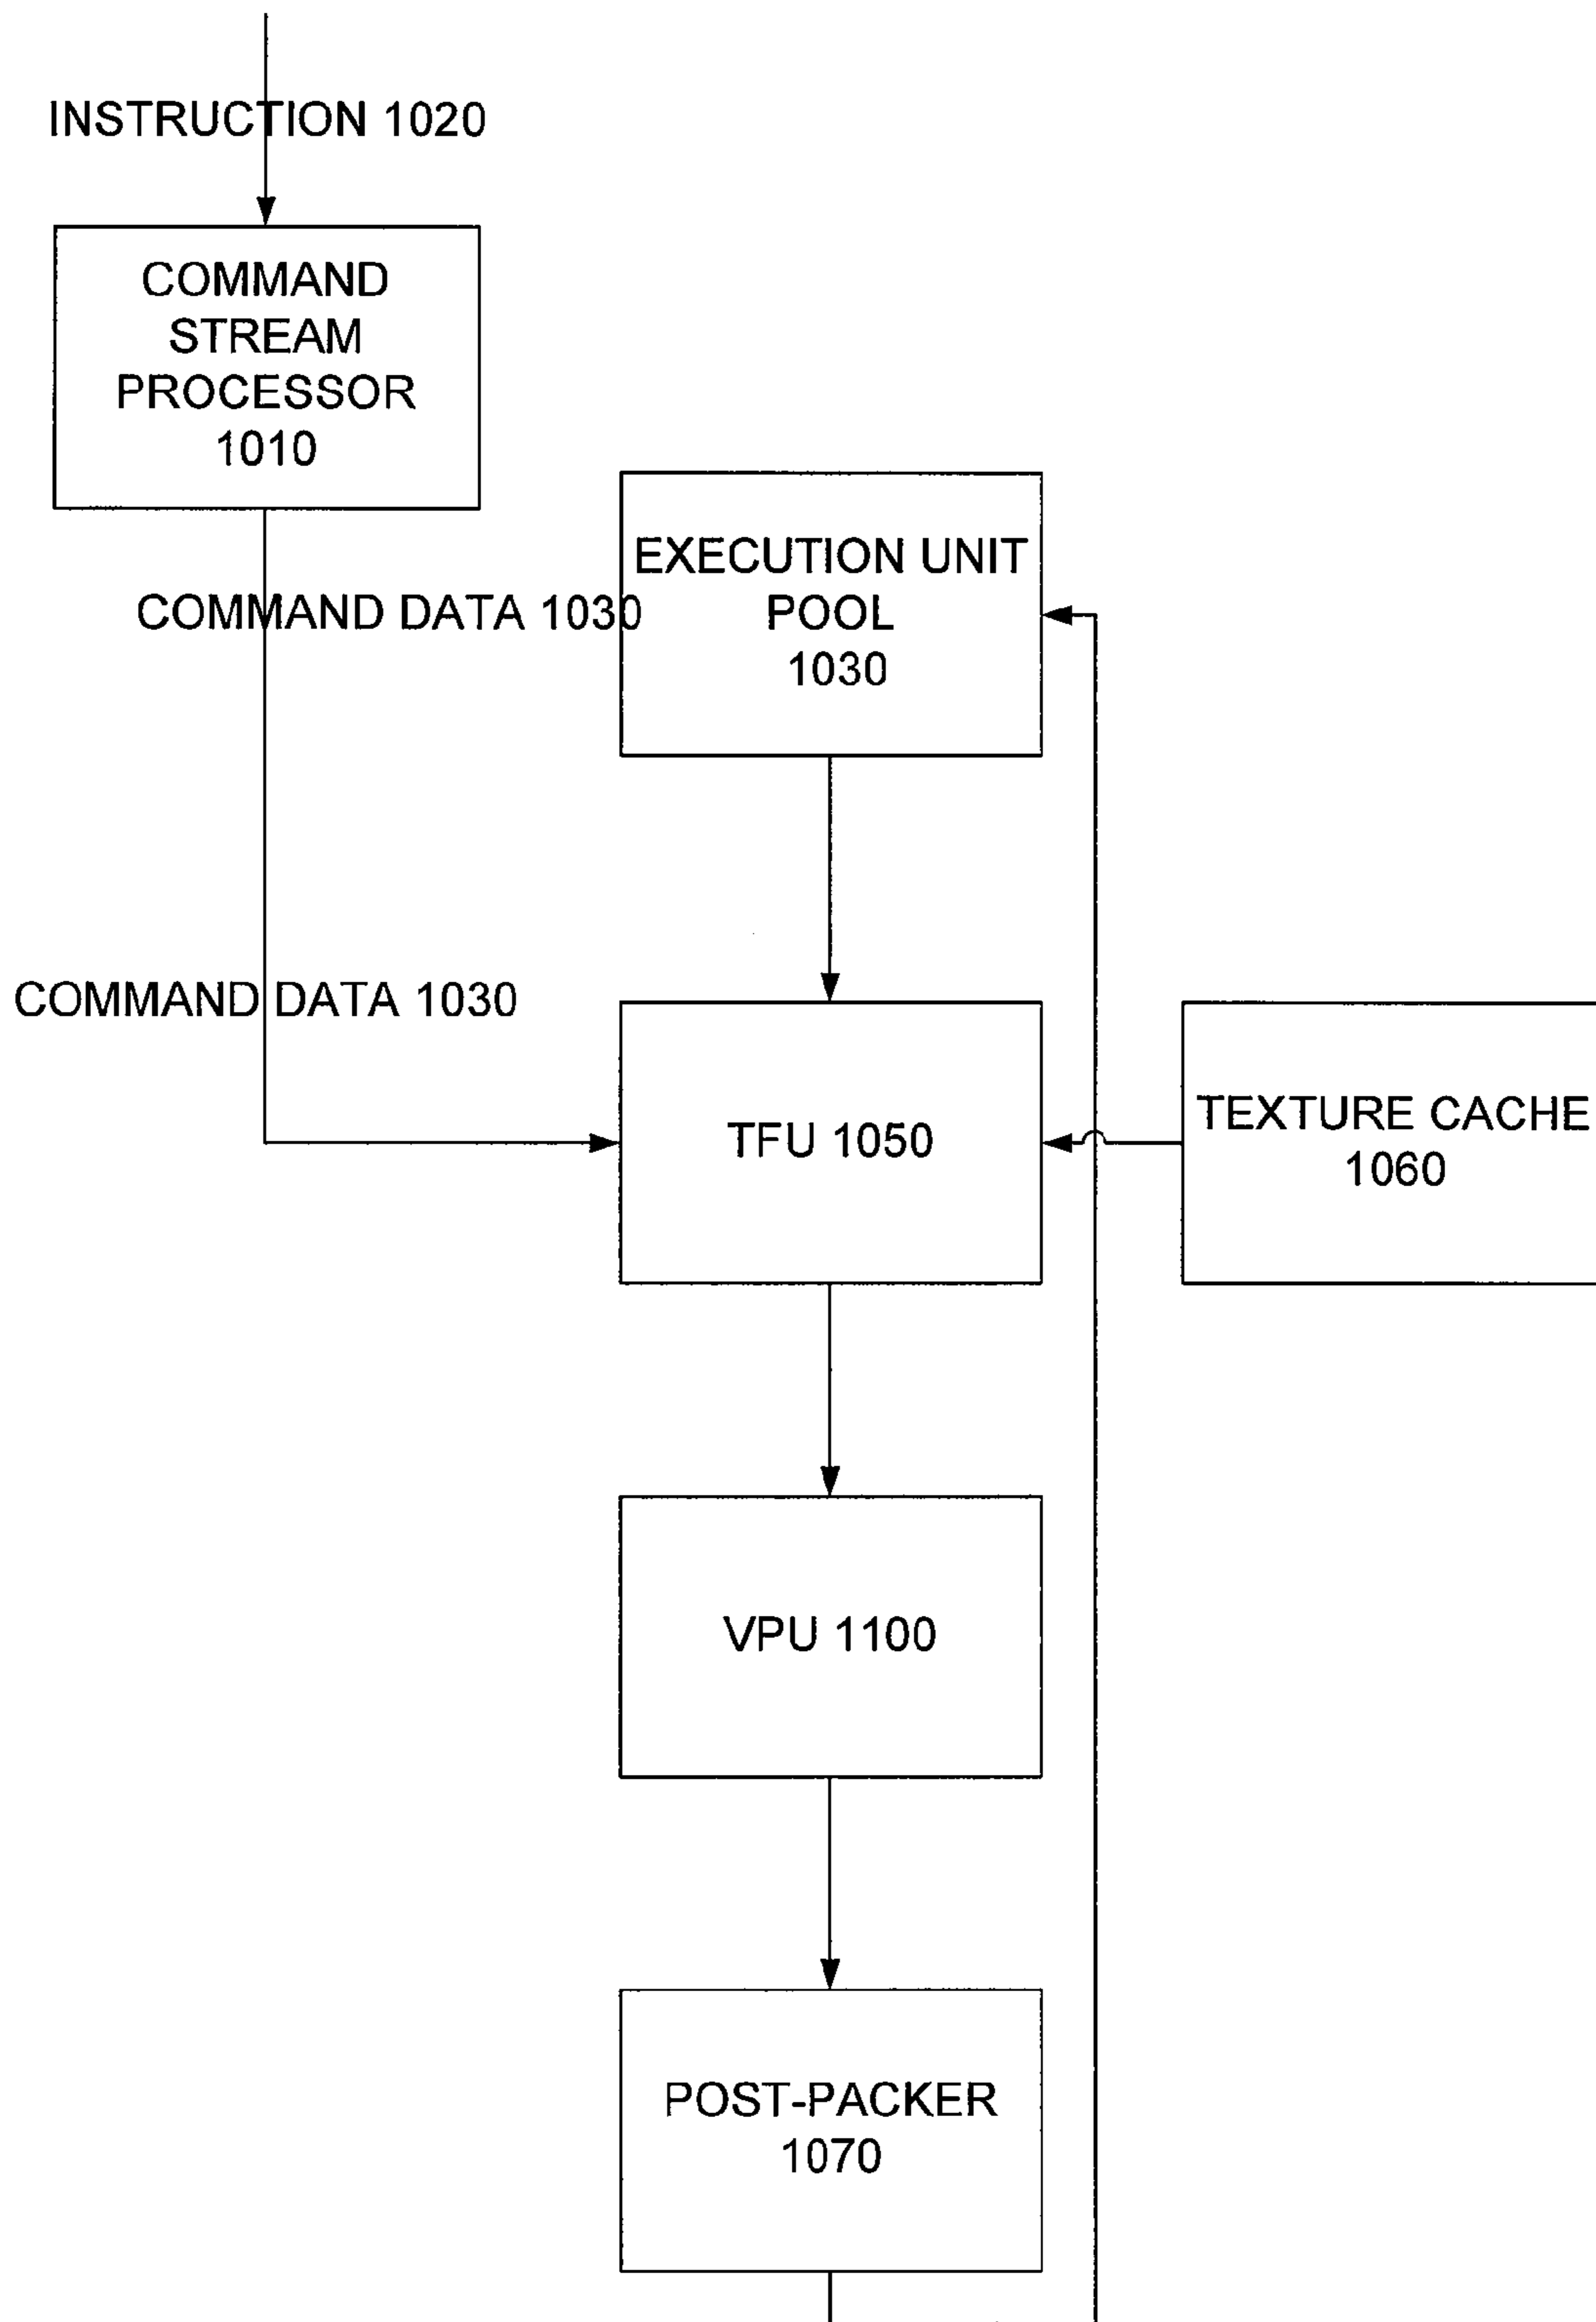 INSTRUCTION 1020
COMMAND
STREAM
PROCESSOR
1010
EXECUTION UNIT
POOL
1030
COMMAND DATA 1030
COMMAND DATA 1030
TFU 1050
TEXTURE CACHE
1060
VPU 1100
POST-PACKER
1070